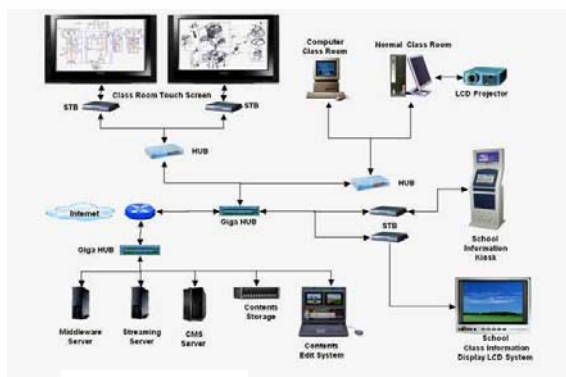 Computer
Class Room
Normal Class Room
LCD Projector
Class Room Touch Screen
STB
STB
HUB
HUB
Internet
Giga HUB
STB
School
Information
Kiosk
Giga HUB
Middleware
Server
Streaming
Server
CMS
Server
Contents
Storage
Contents
Edit System
School
Class Information
Display LCD System